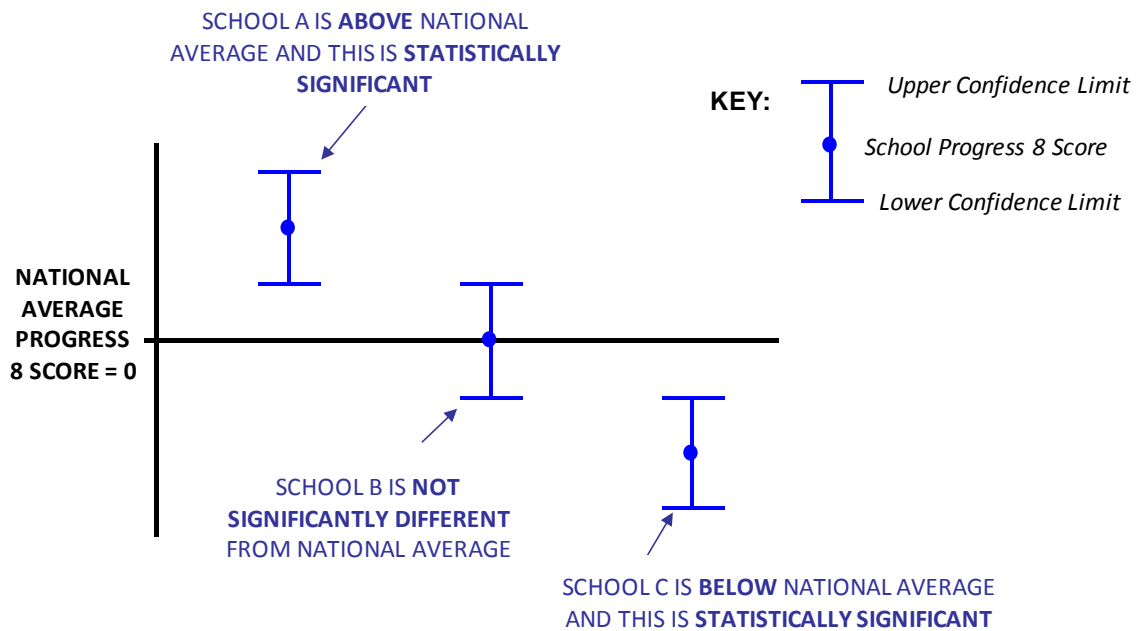 SCHOOL A IS ABOVE NATIONAL
AVERAGE AND THIS IS STATISTICALLY
SIGNIFICANT
KEY:
Upper Confidence Limit
School Progress 8 Score
Lower Confidence Limit
NATIONAL
AVERAGE
PROGRESS
8 SCORE = 0
SCHOOL B IS NOT
SIGNIFICANTLY DIFFERENT
FROM NATIONAL AVERAGE
SCHOOL C IS BELOW NATIONAL AVERAGE
AND THIS IS STATISTICALLY SIGNIFICANT